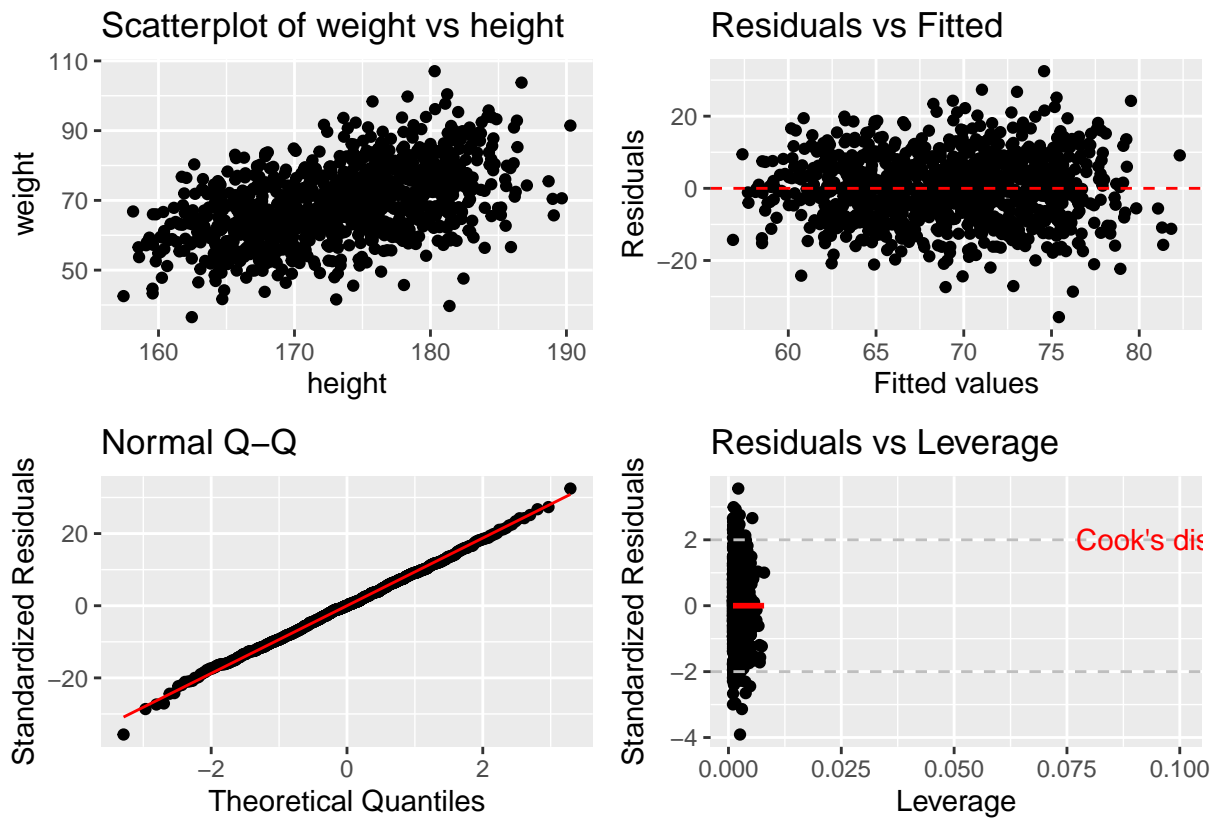 Scatterplot of weight vs height
110
90
70
50
weight
160 170 180 190
height
Residuals vs Fitted
20
0
−20
Residuals
60 65 70 75 80
Fitted values
Normal Q−Q
20
0
−20
Standardized Residuals
−2 0 2
Theoretical Quantiles
Residuals vs Leverage
Cook's dis
2
0
−2
−4
Standardized Residuals
0.000 0.025 0.050 0.075 0.100
Leverage